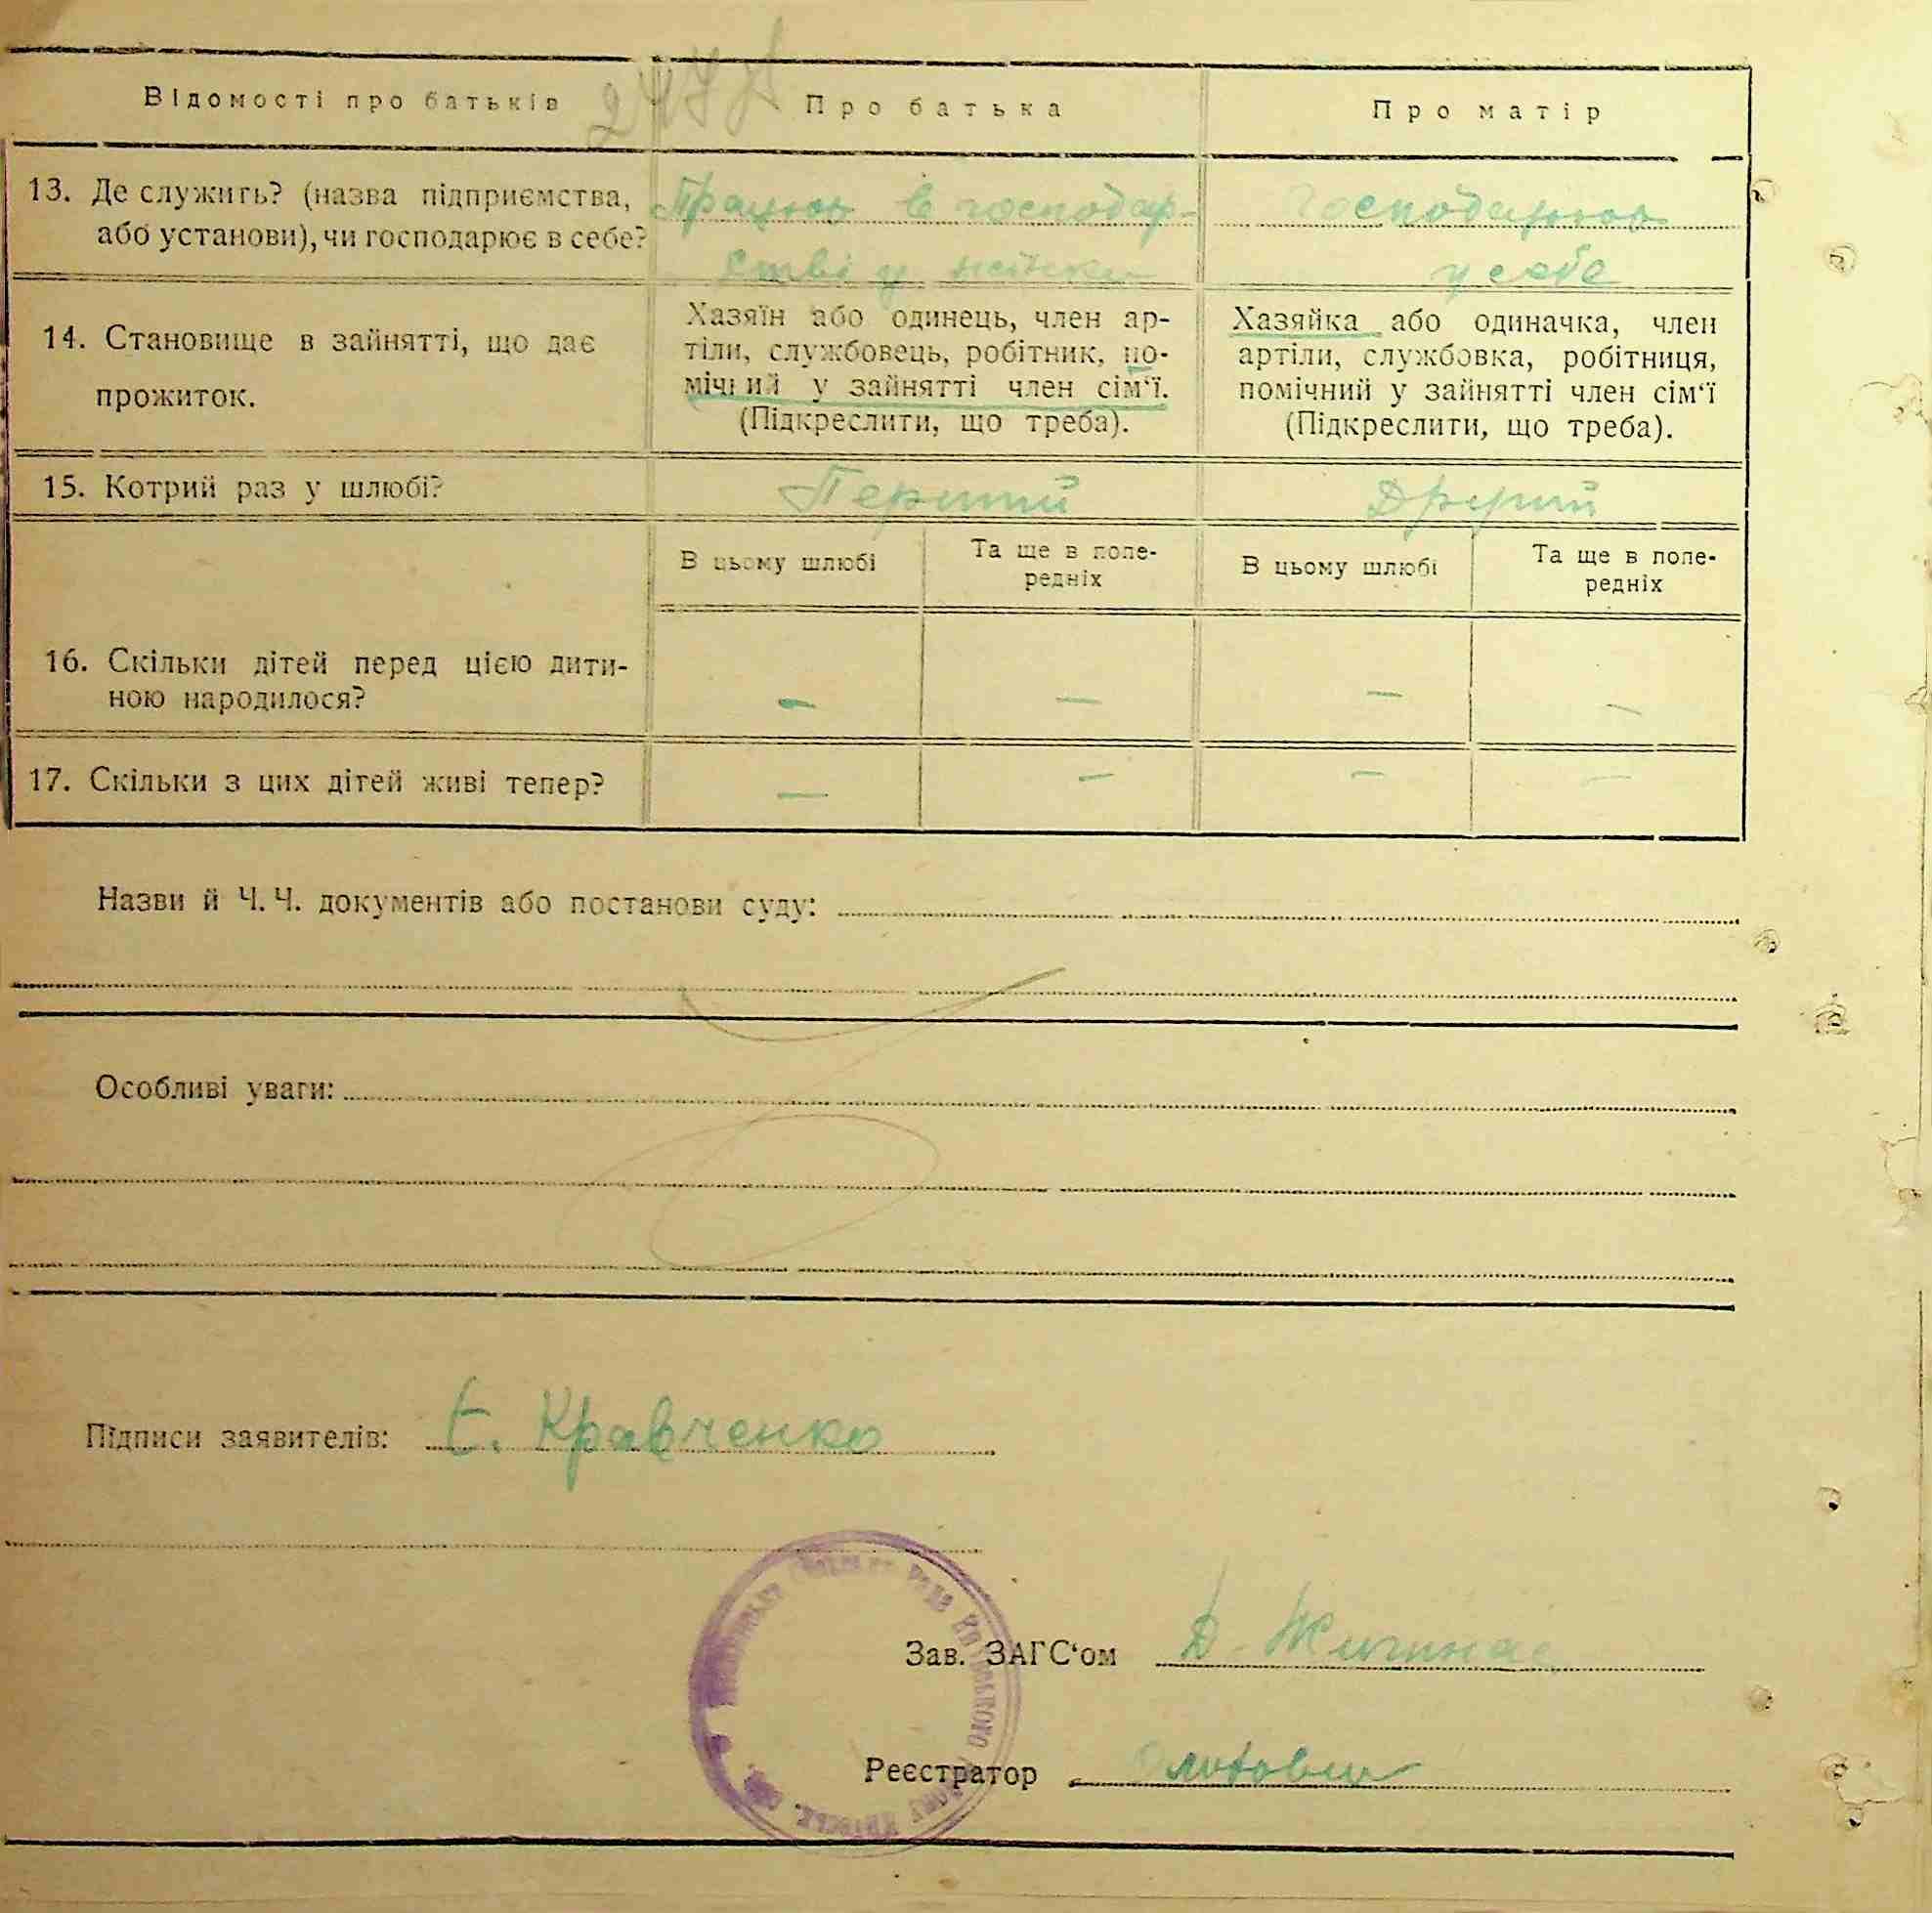 Відомості про батьків
Про батька
Про матір
13. Де служить? (назва підприємства,
або установи), чи господарює в себе?
Працює в господар-
стві у жінки
Господарює
у себе
14. Становище в зайнятті, що дає
прожиток.
Хазяїн або одинець, член ар-
тіли, службовець, робітник, по-
мічний у зайнятті член сім‘ї.
(Підкреслити, що треба).
Хазяйка або одиначка, член
артіли, службовка, робітниця,
помічний у зайнятті член сім‘ї
(Підкреслити, що треба).
15. Котрий раз у шлюбі?
Перший
Другий
В цьому шлюбі
Та ще в попе-
редніх
В цьому шлюбі
Та ще в попе-
редніх
16. Скільки дітей перед цією дити-
ною народилося?
— — — —
17. Скільки з цих дітей живі тепер?
— — — —
Назви й Ч. Ч. документів або постанови суду:
Особливі уваги:
Підписи заявителів: Є. Кравченко
Зав. ЗАГС‘ом Д.
Реєстратор